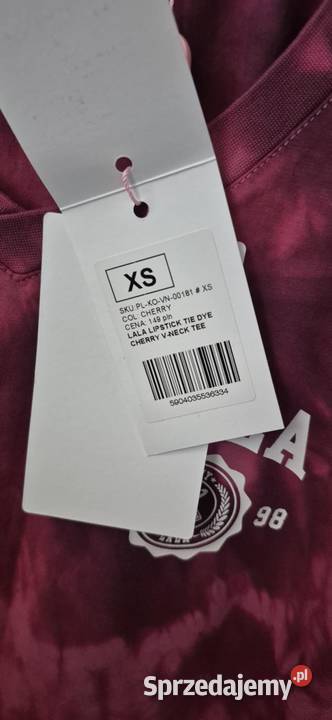 XS
SKU:PL-KO-VN-00181 # XS
COL: CHERRY
CENA: 149 pln
LALA LIPSTICK TIE DYE
CHERRY V-NECK TEE
5904035536334
LA
98
Sprzedajemy.pl